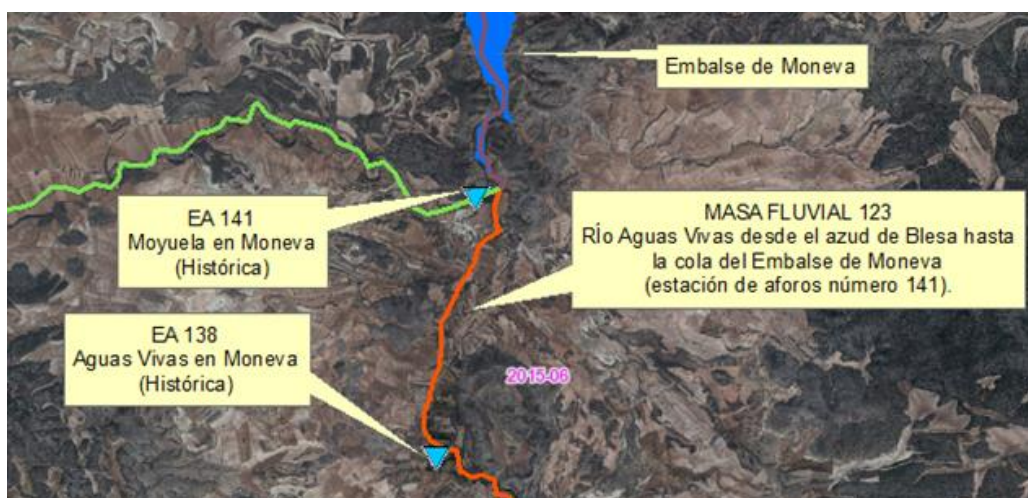 Embalse de Moneva
EA 141
Moyuela en Moneva
(Histórica)
MASA FLUVIAL 123
RÍo Aguas Vivas desde el azud de Blesa hasta
la cola del Embalse de Moneva
(estación de aforos número 141).
EA 138
Aguas Vivas en Moneva
(Histórica)
2015-06